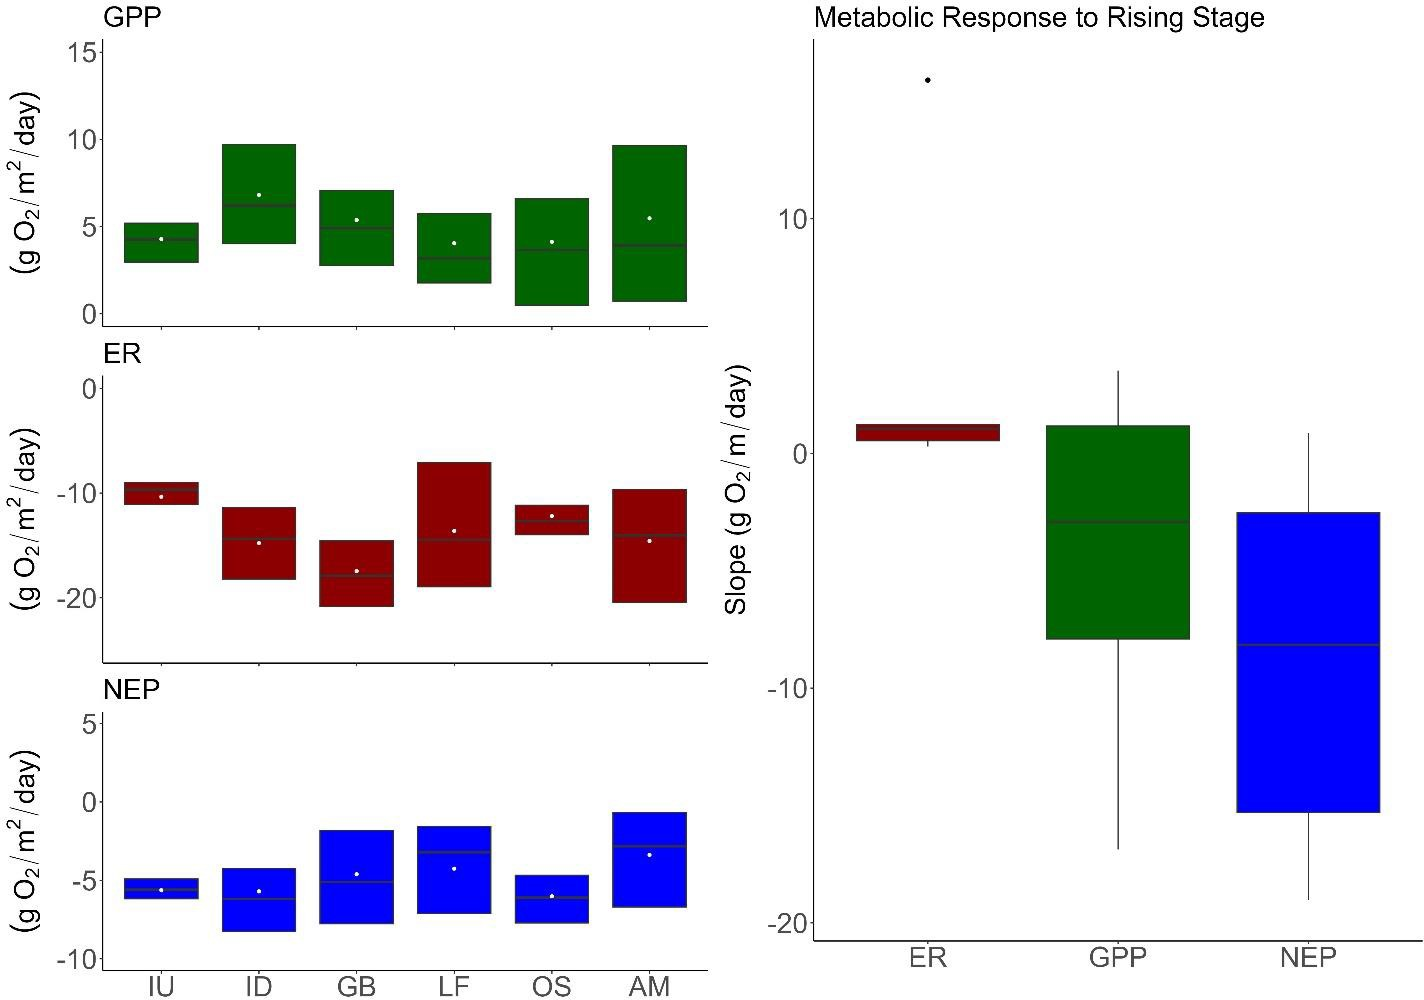 GPP
15
10
5
0
(g O₂/m²/day)
ER
0
-10
-20
(g O₂/m²/day)
NEP
5
0
-5
-10
(g O₂/m²/day)
IU ID GB LF OS AM
Metabolic Response to Rising Stage
10
0
-10
-20
Slope (g O₂/m/day)
ER GPP NEP